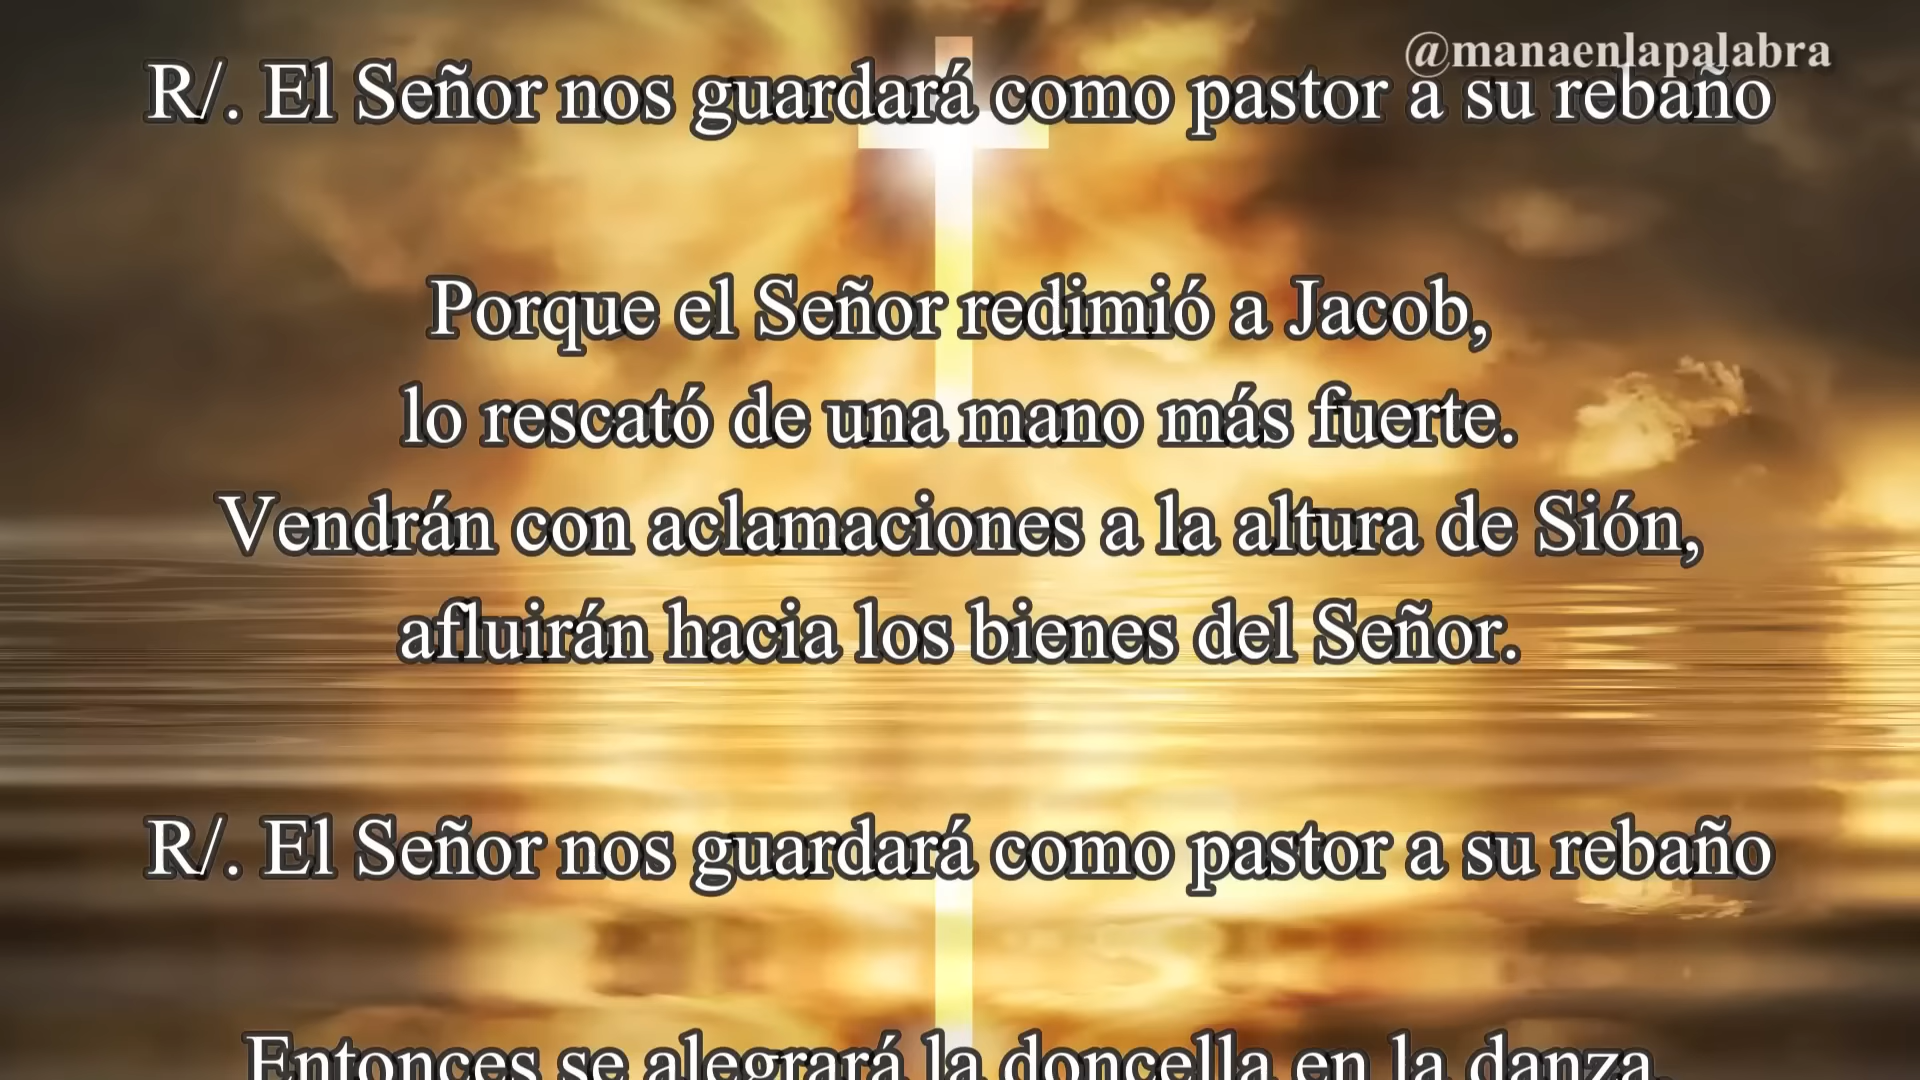 @manaenlapalabra
R/. El Señor nos guardará como pastor a su rebaño
Porque el Señor redimió a Jacob,
lo rescató de una mano más fuerte.
Vendrán con aclamaciones a la altura de Sión,
afluirán hacia los bienes del Señor.
R/. El Señor nos guardará como pastor a su rebaño
Entonces se alegrará la doncella en la danza,